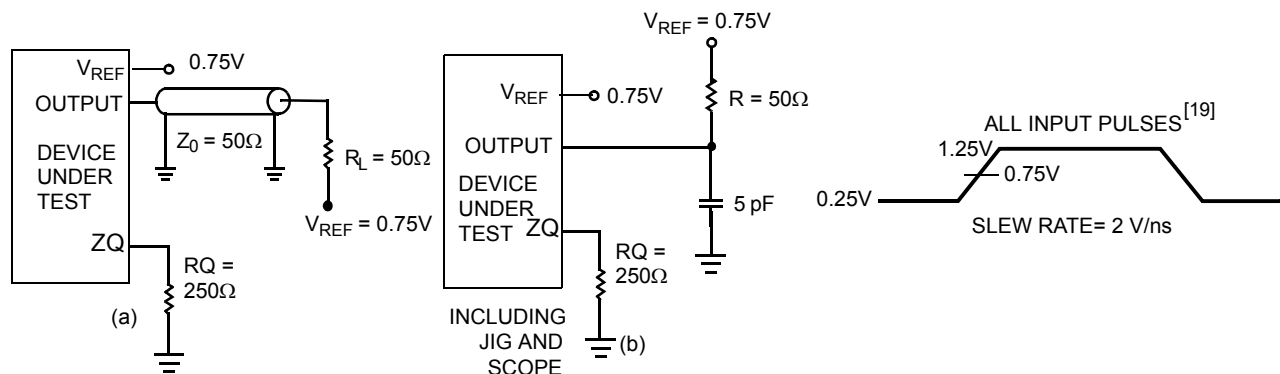 V_REF 0.75V
OUTPUT
Z_0 = 50Ω
DEVICE
UNDER
TEST
R_L = 50Ω
V_REF = 0.75V
ZQ
RQ =
250Ω
(a)
V_REF = 0.75V
R = 50Ω
V_REF 0.75V
OUTPUT
DEVICE
UNDER
TEST
5 pF
ZQ
RQ =
250Ω
INCLUDING
JIG AND
SCOPE
(b)
ALL INPUT PULSES[19]
1.25V
0.75V
0.25V
SLEW RATE= 2 V/ns